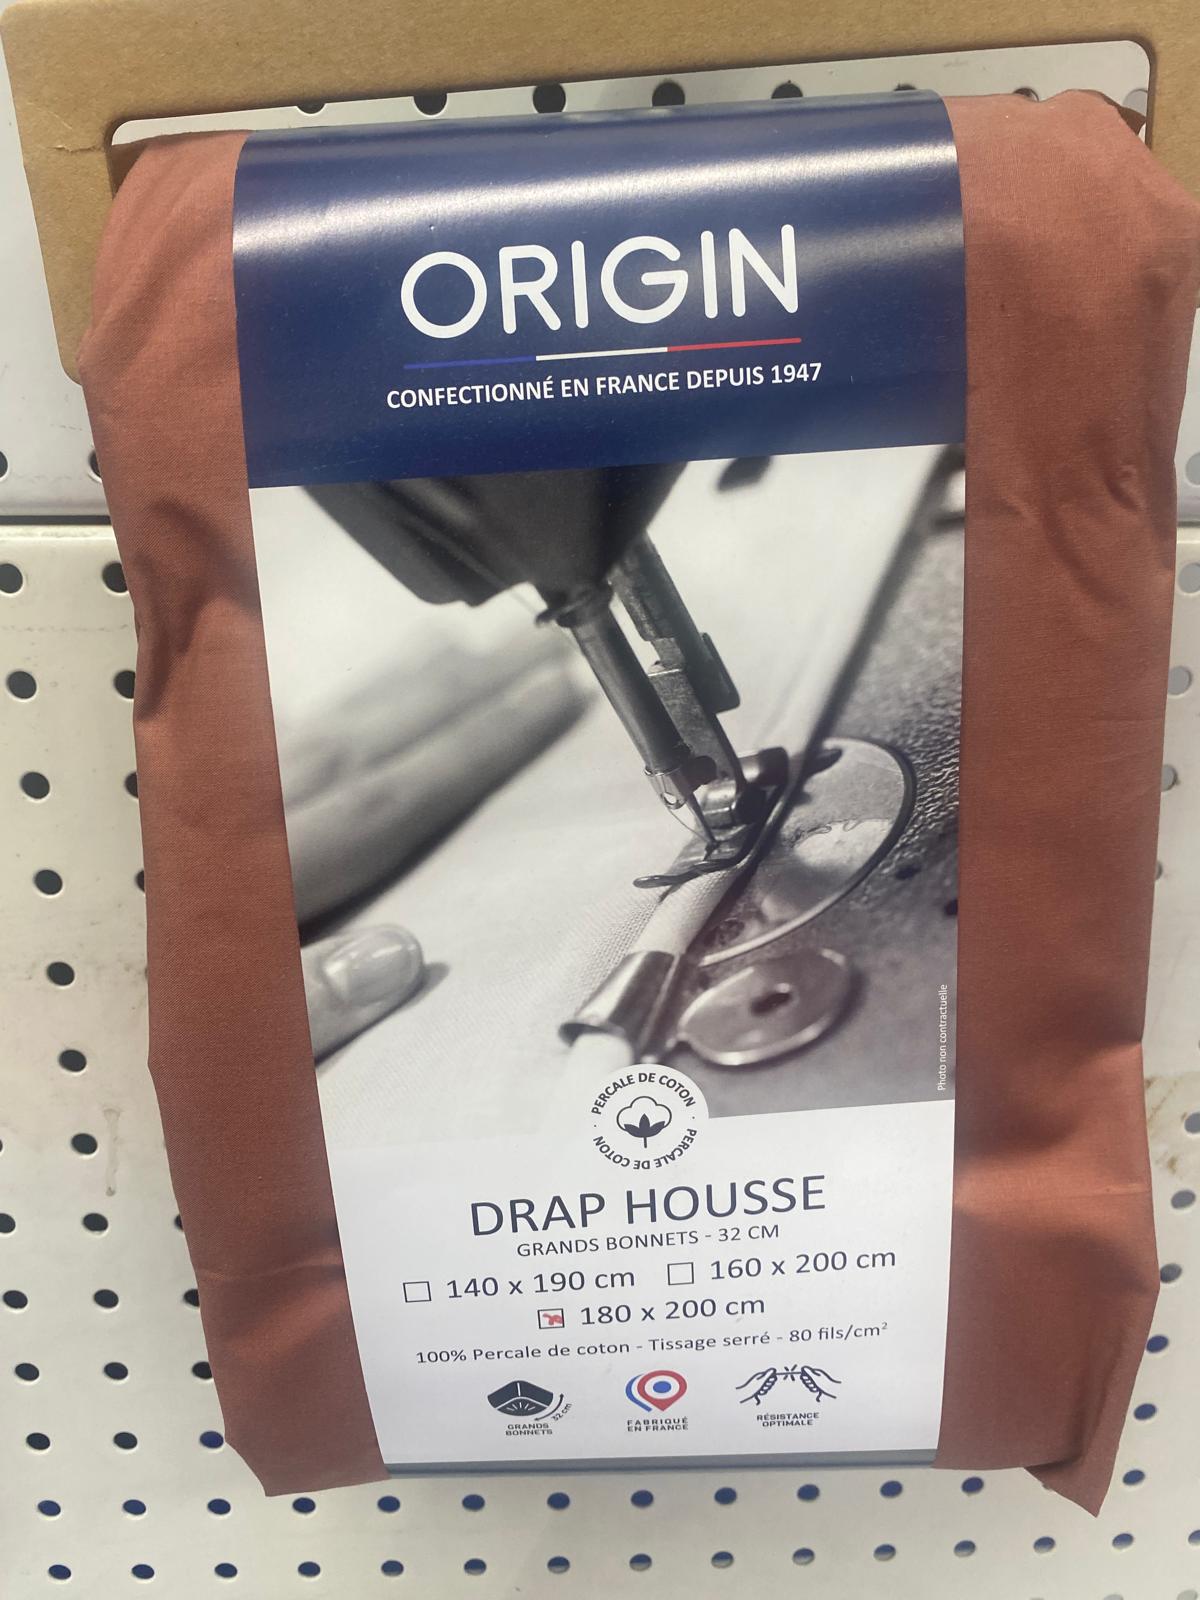 ORIGIN
CONFECTIONNÉ EN FRANCE DEPUIS 1947
Photo non contractuelle
PERCALE DE COTON · PERCALE DE COTON ·
DRAP HOUSSE
GRANDS BONNETS - 32 CM
140 x 190 cm 160 x 200 cm
180 x 200 cm
100% Percale de coton - Tissage serré - 80 fils/cm²
32 cm
GRANDS
BONNETS
FABRIQUÉ
EN FRANCE
RÉSISTANCE
OPTIMALE